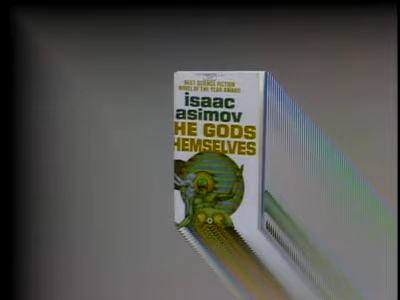 BEST SCIENCE FICTION
NOVEL OF THE YEAR AWARD
isaac
asimov
HE GODS
HEMSELVES